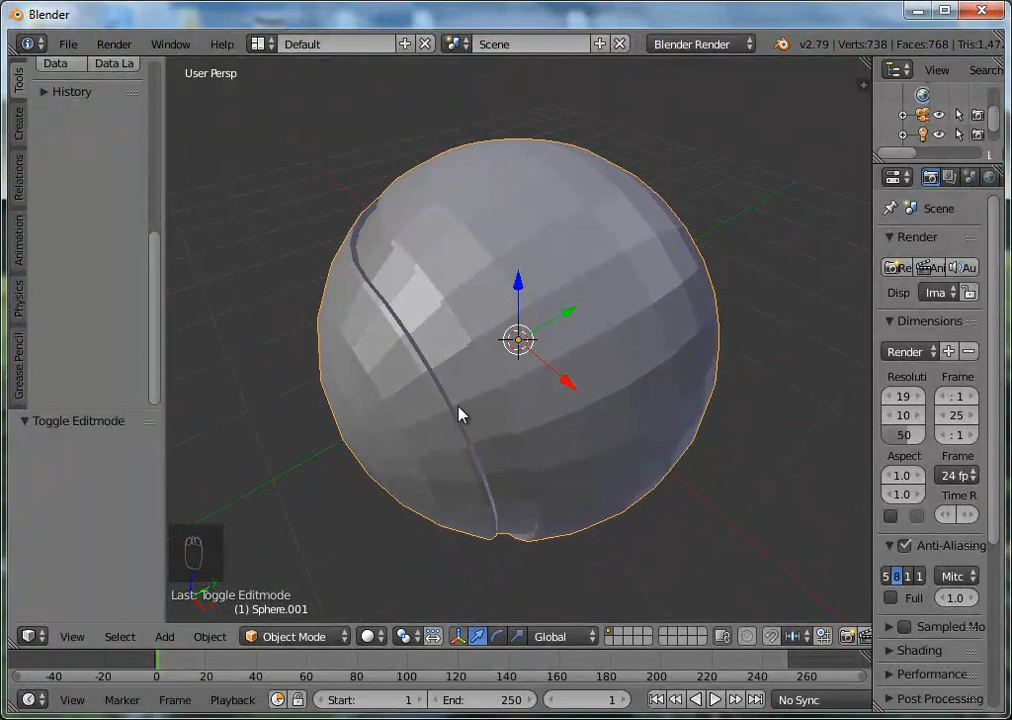 Blender
File Render Window Help Default Scene Blender Render v2.79 | Verts:738 | Faces:768 | Tris:1,47
Data Data La
History
Tools
Create
Relations
Animation
Physics
Grease Pencil
Toggle Editmode
User Persp
Last: Toggle Editmode
(1) Sphere.001
View Search
Scene
Render
Re Ani Au
Disp Ima
Dimensions
Render
Resoluti Frame
19 : 1
10 25
50 : 1
Aspect Frame
1.0 24 fp
1.0 Time R
Anti-Aliasing
5 8 1 1 Mitc
Full 1.0
Sampled Mo
Shading
Performance
Post Processing
View Select Add Object Object Mode Global
-40 -20 0 20 40 60 80 100 120 140 160 180 200 220 240 260
View Marker Frame Playback Start: 1 End: 250 1 No Sync